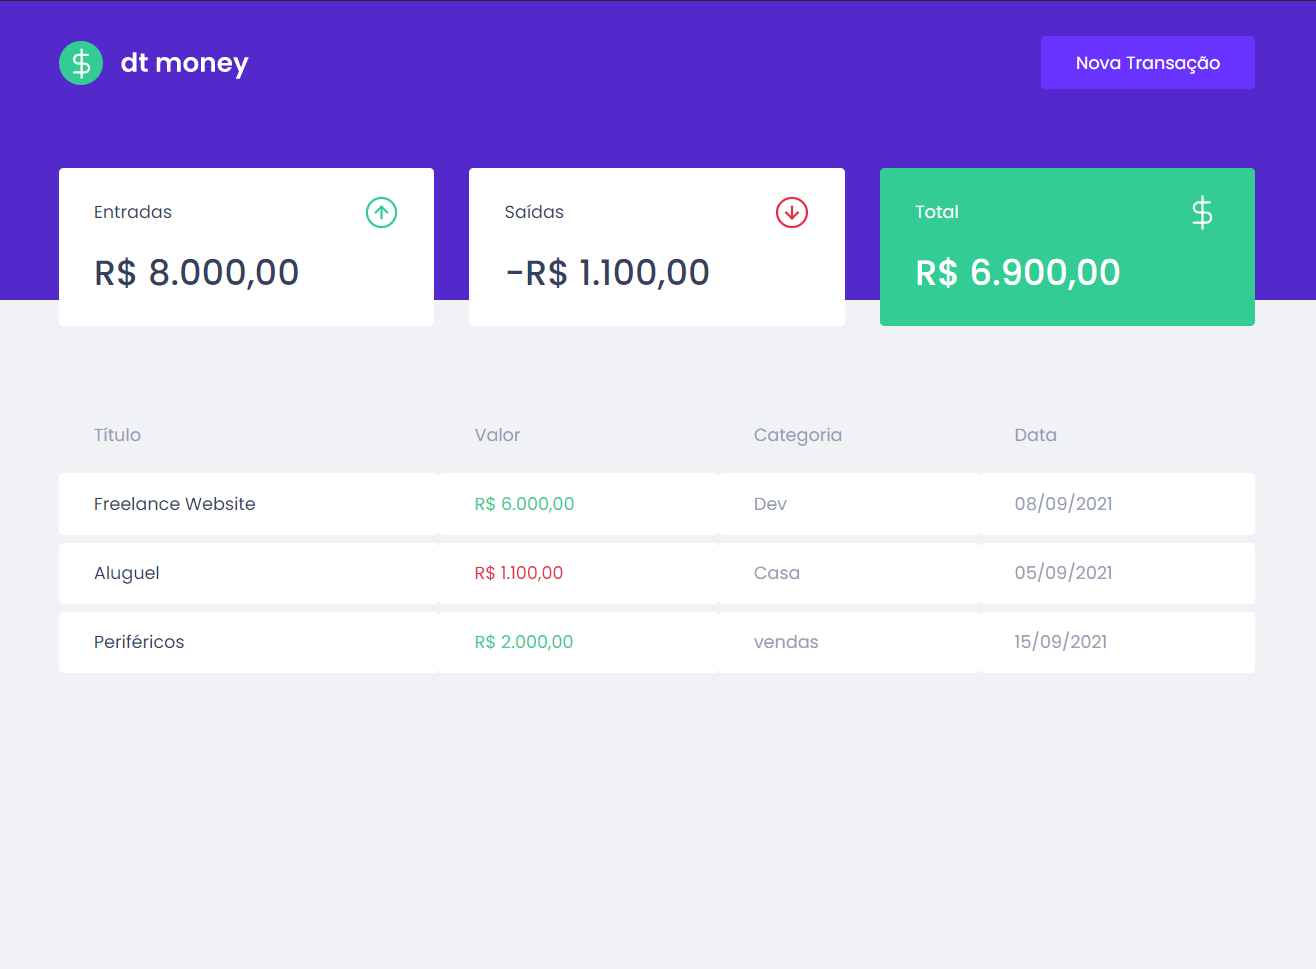 dt money
Nova Transação
Entradas
R$ 8.000,00
Saídas
-R$ 1.100,00
Total
$
R$ 6.900,00
Título Valor Categoria Data
Freelance Website R$ 6.000,00 Dev 08/09/2021
Aluguel R$ 1.100,00 Casa 05/09/2021
Periféricos R$ 2.000,00 vendas 15/09/2021